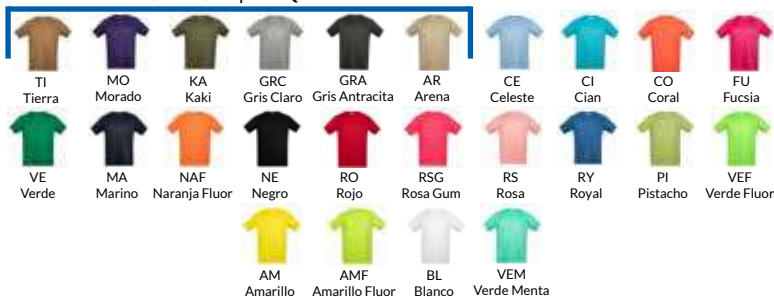 TI MO KA GRC GRA AR CE CI CO FU
Tierra Morado Kaki Gris Claro Gris Antracita Arena Celeste Cian Coral Fucsia
VE MA NAF NE RO RSG RS RY PI VEF
Verde Marino Naranja Fluor Negro Rojo Rosa Gum Rosa Royal Pistacho Verde Fluor
AM AMF BL VEM
Amarillo Amarillo Fluor Blanco Verde Menta